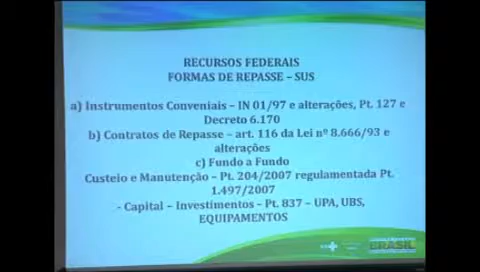 RECURSOS FEDERAIS
FORMAS DE REPASSE – SUS
a) Instrumentos Conveniais – IN 01/97 e alterações, Pt. 127 e
Decreto 6.170
b) Contratos de Repasse – art. 116 da Lei nº 8.666/93 e
alterações
c) Fundo a Fundo
Custeio e Manutenção – Pt. 204/2007 regulamentada Pt.
1.497/2007
- Capital – Investimentos – Pt. 837 – UPA, UBS,
EQUIPAMENTOS
BRASIL